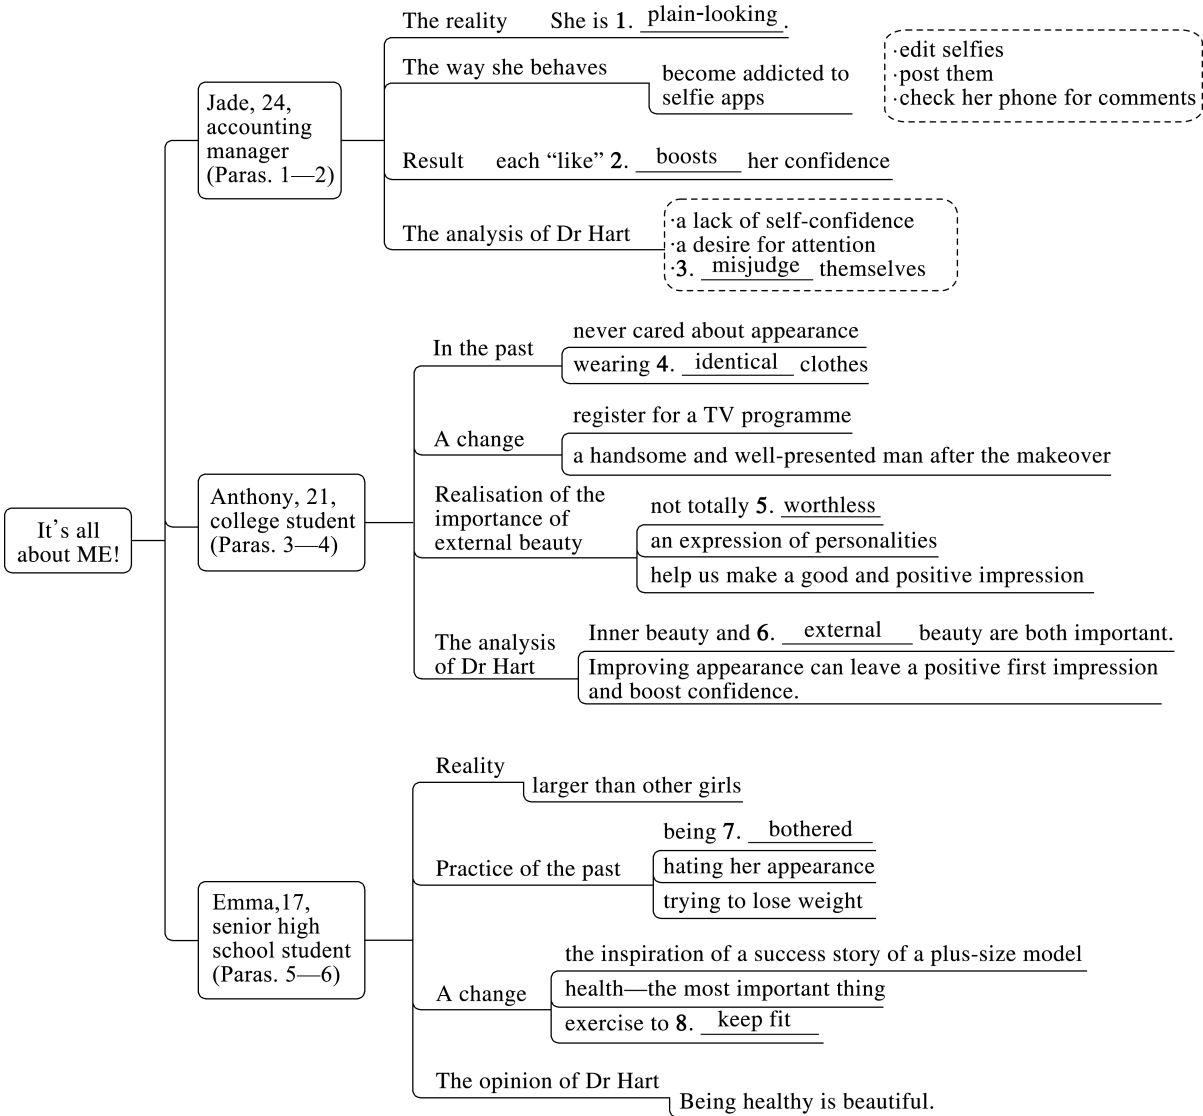 It's all
about ME!
Jade, 24,
accounting
manager
(Paras. 1—2)
The reality She is 1. plain-looking.
The way she behaves
become addicted to
selfie apps
·edit selfies
·post them
·check her phone for comments
Result each “like” 2. boosts her confidence
The analysis of Dr Hart
·a lack of self-confidence
·a desire for attention
·3. misjudge themselves
Anthony, 21,
college student
(Paras. 3—4)
In the past
never cared about appearance
wearing 4. identical clothes
A change
register for a TV programme
a handsome and well-presented man after the makeover
Realisation of the
importance of
external beauty
not totally 5. worthless
an expression of personalities
help us make a good and positive impression
The analysis
of Dr Hart
Inner beauty and 6. external beauty are both important.
Improving appearance can leave a positive first impression
and boost confidence.
Emma,17,
senior high
school student
(Paras. 5—6)
Reality
larger than other girls
Practice of the past
being 7. bothered
hating her appearance
trying to lose weight
A change
the inspiration of a success story of a plus-size model
health—the most important thing
exercise to 8. keep fit
The opinion of Dr Hart
Being healthy is beautiful.